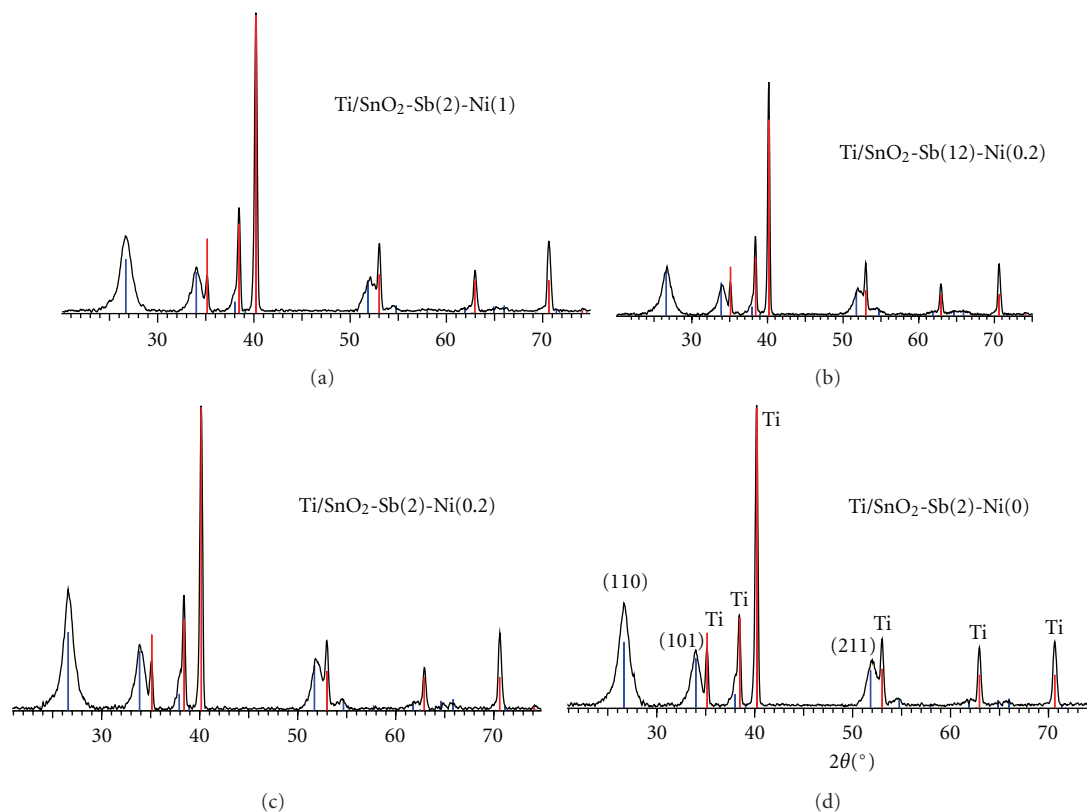 Ti/SnO₂-Sb(2)-Ni(1)
30 40 50 60 70
(a)
Ti/SnO₂-Sb(12)-Ni(0.2)
30 40 50 60 70
(b)
Ti/SnO₂-Sb(2)-Ni(0.2)
30 40 50 60 70
(c)
Ti
Ti/SnO₂-Sb(2)-Ni(0)
(110)
Ti
(101) Ti (211) Ti Ti Ti
30 40 50 60 70
2θ(°)
(d)